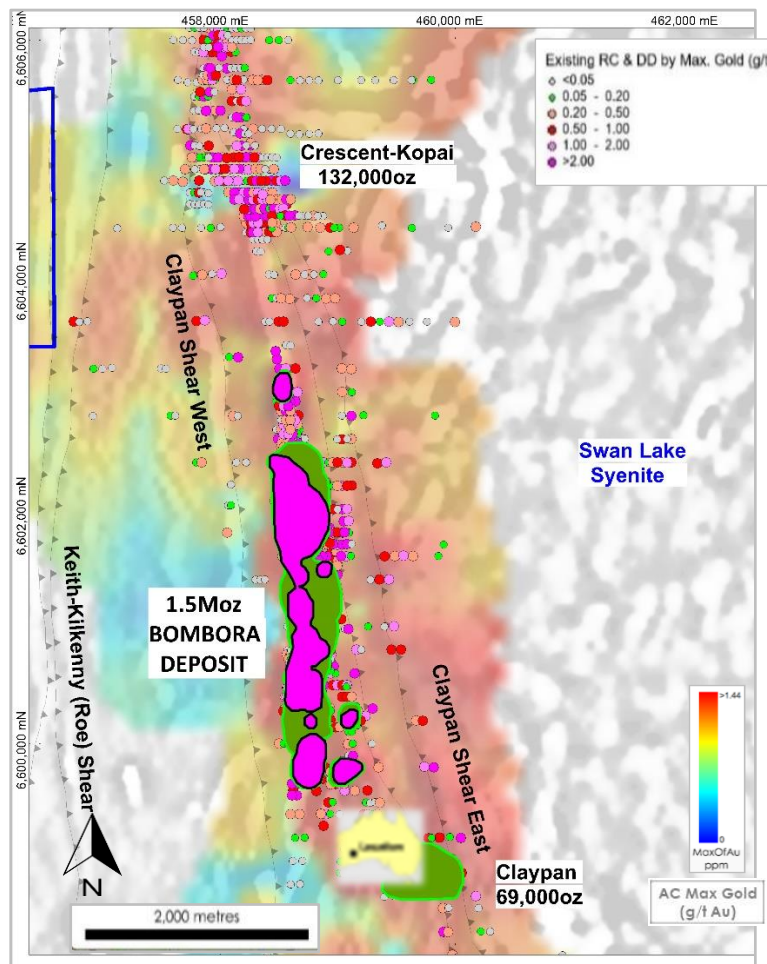 458,000 mN
460,000 mE
462,000 mE
6,606,000 mN
6,604,000 mN
6,602,000 mN
6,600,000 mN
Existing RC & DD by Max. Gold (g/t
<0.05
0.05 - 0.20
0.20 - 0.50
0.50 - 1.00
1.00 - 2.00
>2.00
Crescent-Kopai
132,000oz
Claypan Shear West
Swan Lake
Syenite
Keith-Kilkenny (Roe) Shear
1.5Moz
BOMBORA
DEPOSIT
Claypan Shear East
Claypan
69,000oz
>1.44
0
MaxOfAu
ppm
AC Max Gold
(g/t Au)
N
2,000 metres